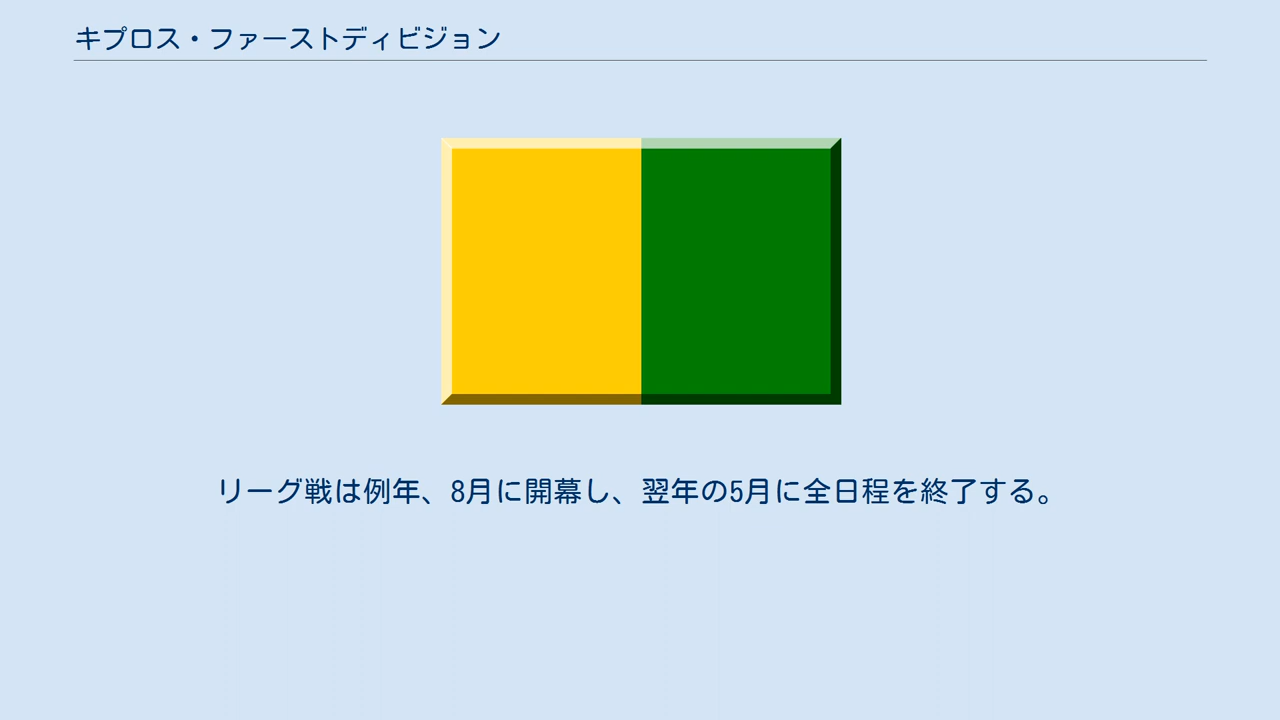 キプロス・ファーストディビジョン
リーグ戦は例年、8月に開幕し、翌年の5月に全日程を終了する。